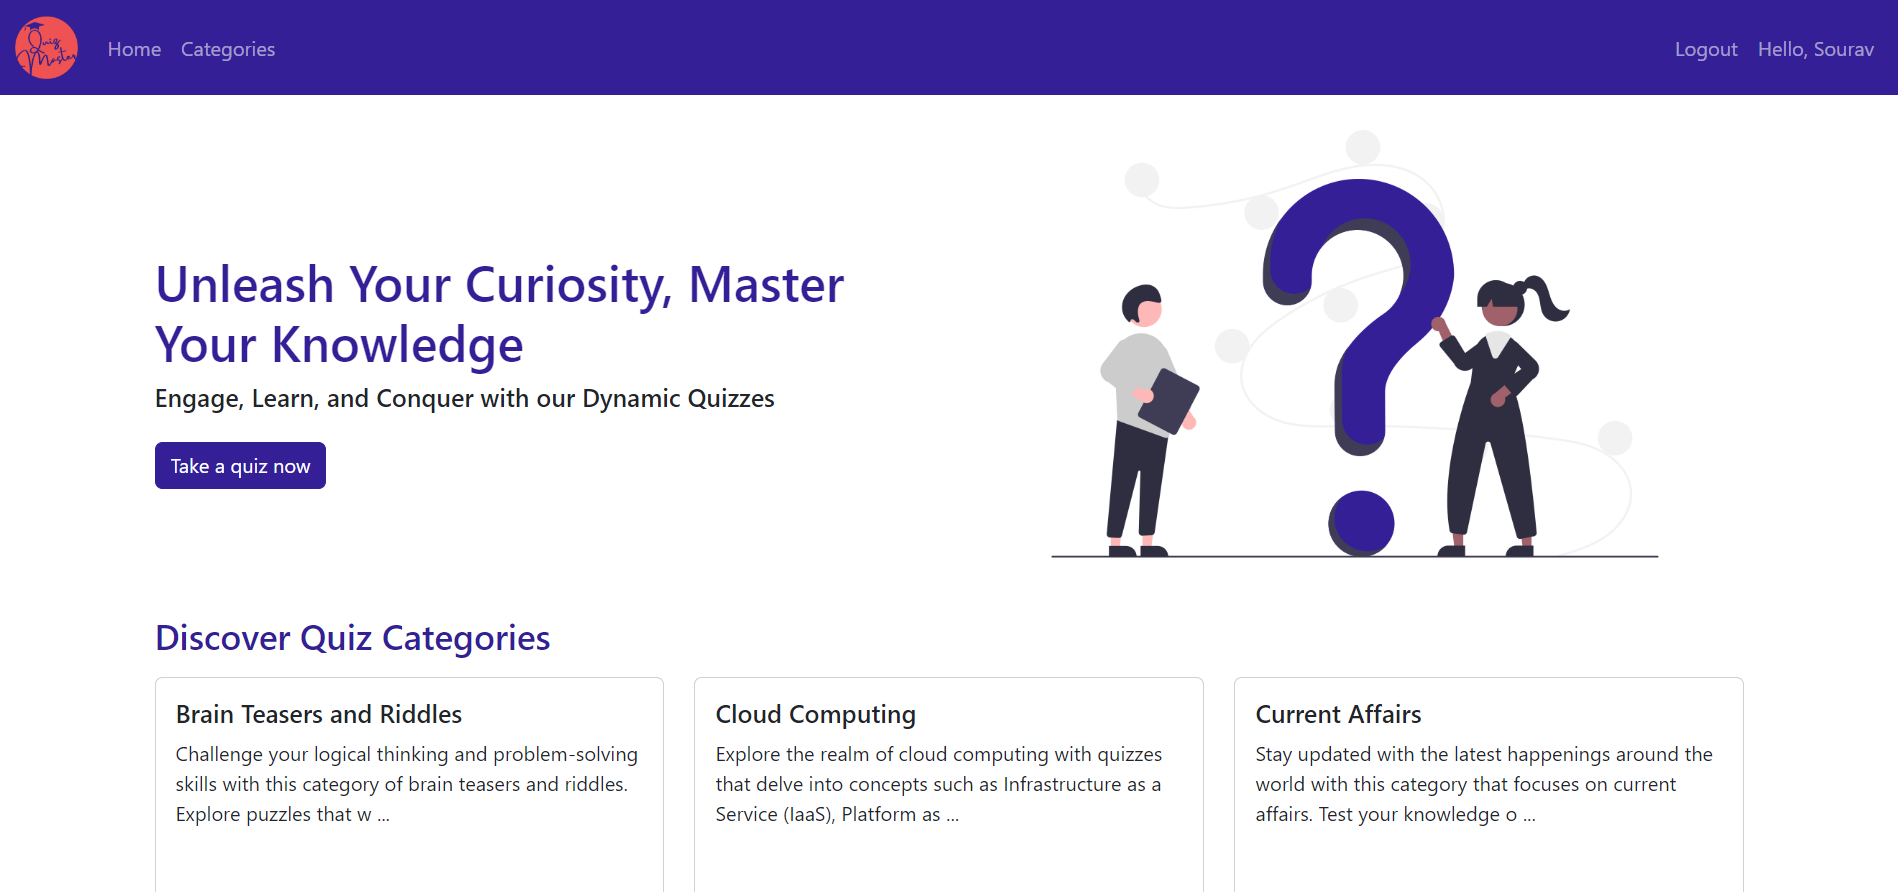 Quiz
Master
Home Categories
Logout Hello, Sourav
Unleash Your Curiosity, Master
Your Knowledge
Engage, Learn, and Conquer with our Dynamic Quizzes
Take a quiz now
Discover Quiz Categories
Brain Teasers and Riddles
Challenge your logical thinking and problem-solving
skills with this category of brain teasers and riddles.
Explore puzzles that w ...
Cloud Computing
Explore the realm of cloud computing with quizzes
that delve into concepts such as Infrastructure as a
Service (IaaS), Platform as ...
Current Affairs
Stay updated with the latest happenings around the
world with this category that focuses on current
affairs. Test your knowledge o ...